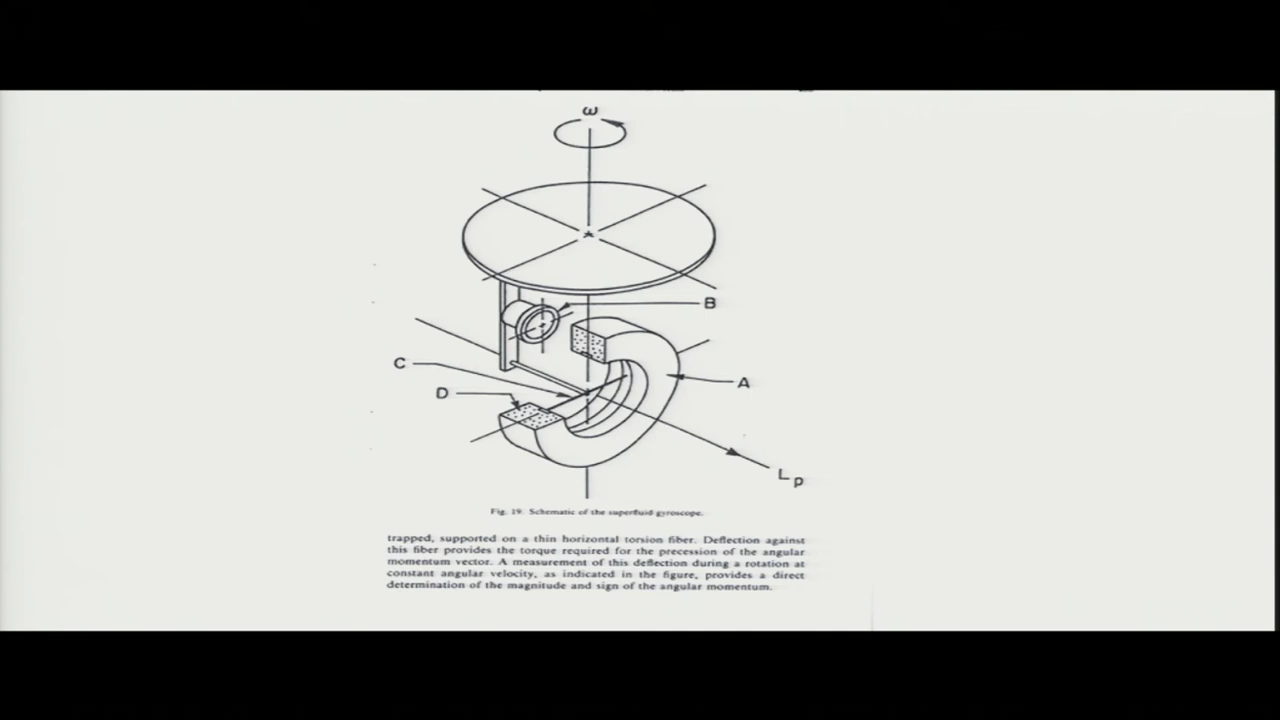 ω
B
C
A
D
Lp
Fig. 19. Schematic of the superfluid gyroscope.
trapped, supported on a thin horizontal torsion fiber. Deflection against
this fiber provides the torque required for the precession of the angular
momentum vector. A measurement of this deflection during a rotation at
constant angular velocity, as indicated in the figure, provides a direct
determination of the magnitude and sign of the angular momentum.